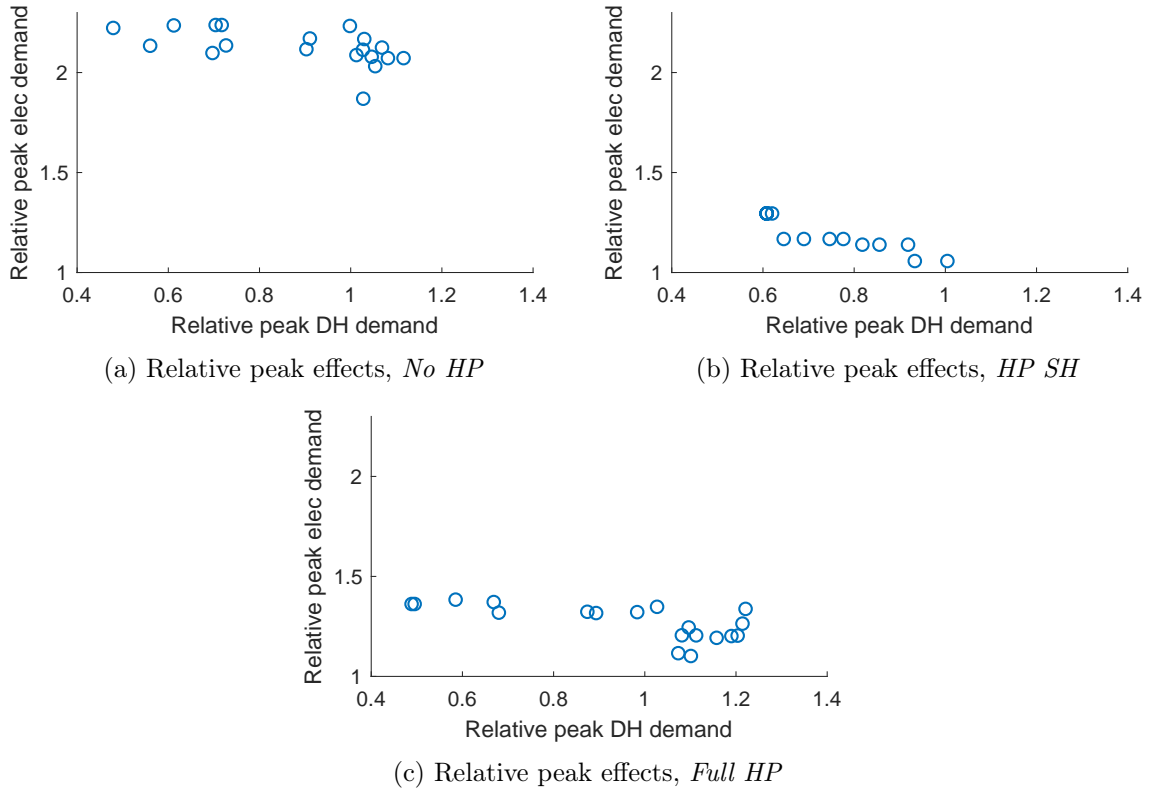 Relative peak elec demand
2
1.5
1
0.4 0.6 0.8 1 1.2 1.4
Relative peak DH demand
(a) Relative peak effects, No HP
Relative peak elec demand
2
1.5
1
0.4 0.6 0.8 1 1.2 1.4
Relative peak DH demand
(b) Relative peak effects, HP SH
Relative peak elec demand
2
1.5
1
0.4 0.6 0.8 1 1.2 1.4
Relative peak DH demand
(c) Relative peak effects, Full HP